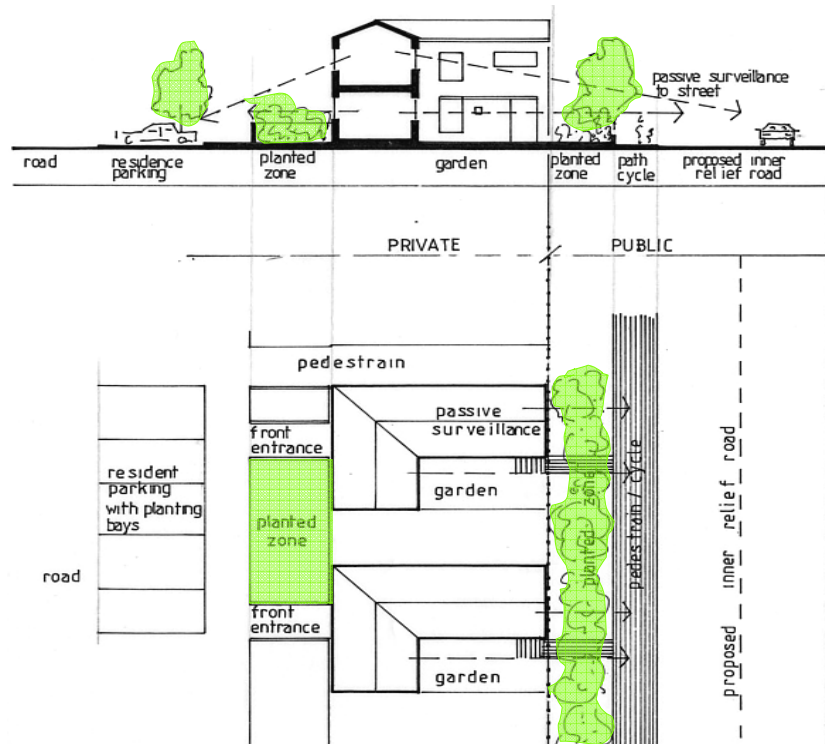 passive surveillance
to street
road
residence
parking
planted
zone
garden
planted
zone
path
cycle
proposed inner
relief road
PRIVATE
PUBLIC
pedestrain
passive
surveillance
front
entrance
resident
parking
with planting
bays
garden
planted
zone
road
front
entrance
garden
planted zone
pedestrain / cycle
proposed inner relief road